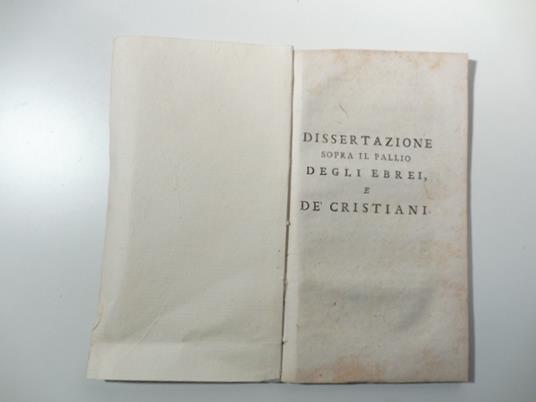 DISSERTAZIONE
SOPRA IL PALLIO
DEGLI EBREI,
E
DE' CRISTIANI.